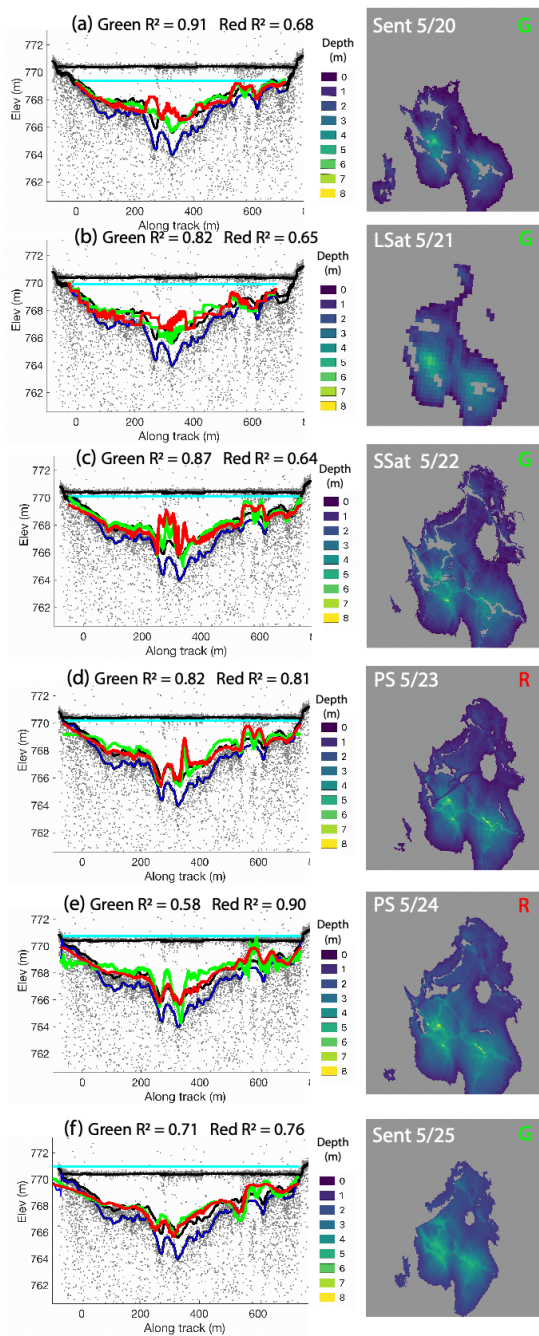 (a) Green R² = 0.91 Red R² = 0.68
Sent 5/20 G
772
770
768
766
764
762
Elev (m)
0 200 400 600
Along track (m)
Depth
(m)
0
1
2
3
4
5
6
7
8
(b) Green R² = 0.82 Red R² = 0.65
LSat 5/21 G
772
770
768
766
764
762
Elev (m)
0 200 400 600
Along track (m)
Depth
(m)
0
1
2
3
4
5
6
7
8
(c) Green R² = 0.87 Red R² = 0.64
SSat 5/22 G
772
770
768
766
764
762
Elev (m)
0 200 400 600 8
Along track (m)
Depth
(m)
0
1
2
3
4
5
6
7
8
(d) Green R² = 0.82 Red R² = 0.81
PS 5/23 R
772
770
768
766
764
762
Elev (m)
0 200 400 600 8
Along track (m)
Depth
(m)
0
1
2
3
4
5
6
7
8
(e) Green R² = 0.58 Red R² = 0.90
PS 5/24 R
772
770
768
766
764
762
Elev (m)
0 200 400 600 8
Along track (m)
Depth
(m)
0
1
2
3
4
5
6
7
8
(f) Green R² = 0.71 Red R² = 0.76
Sent 5/25 G
772
770
768
766
764
762
Elev (m)
0 200 400 600 8
Along track (m)
Depth
(m)
0
1
2
3
4
5
6
7
8